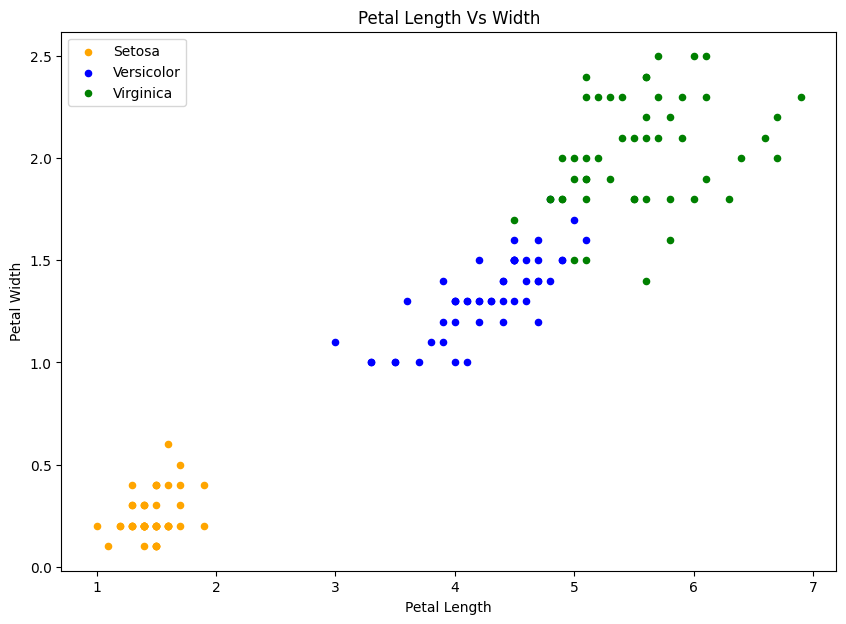 Petal Length Vs Width
Setosa
Versicolor
Virginica
Petal Width
2.5
2.0
1.5
1.0
0.5
0.0
1 2 3 4 5 6 7
Petal Length